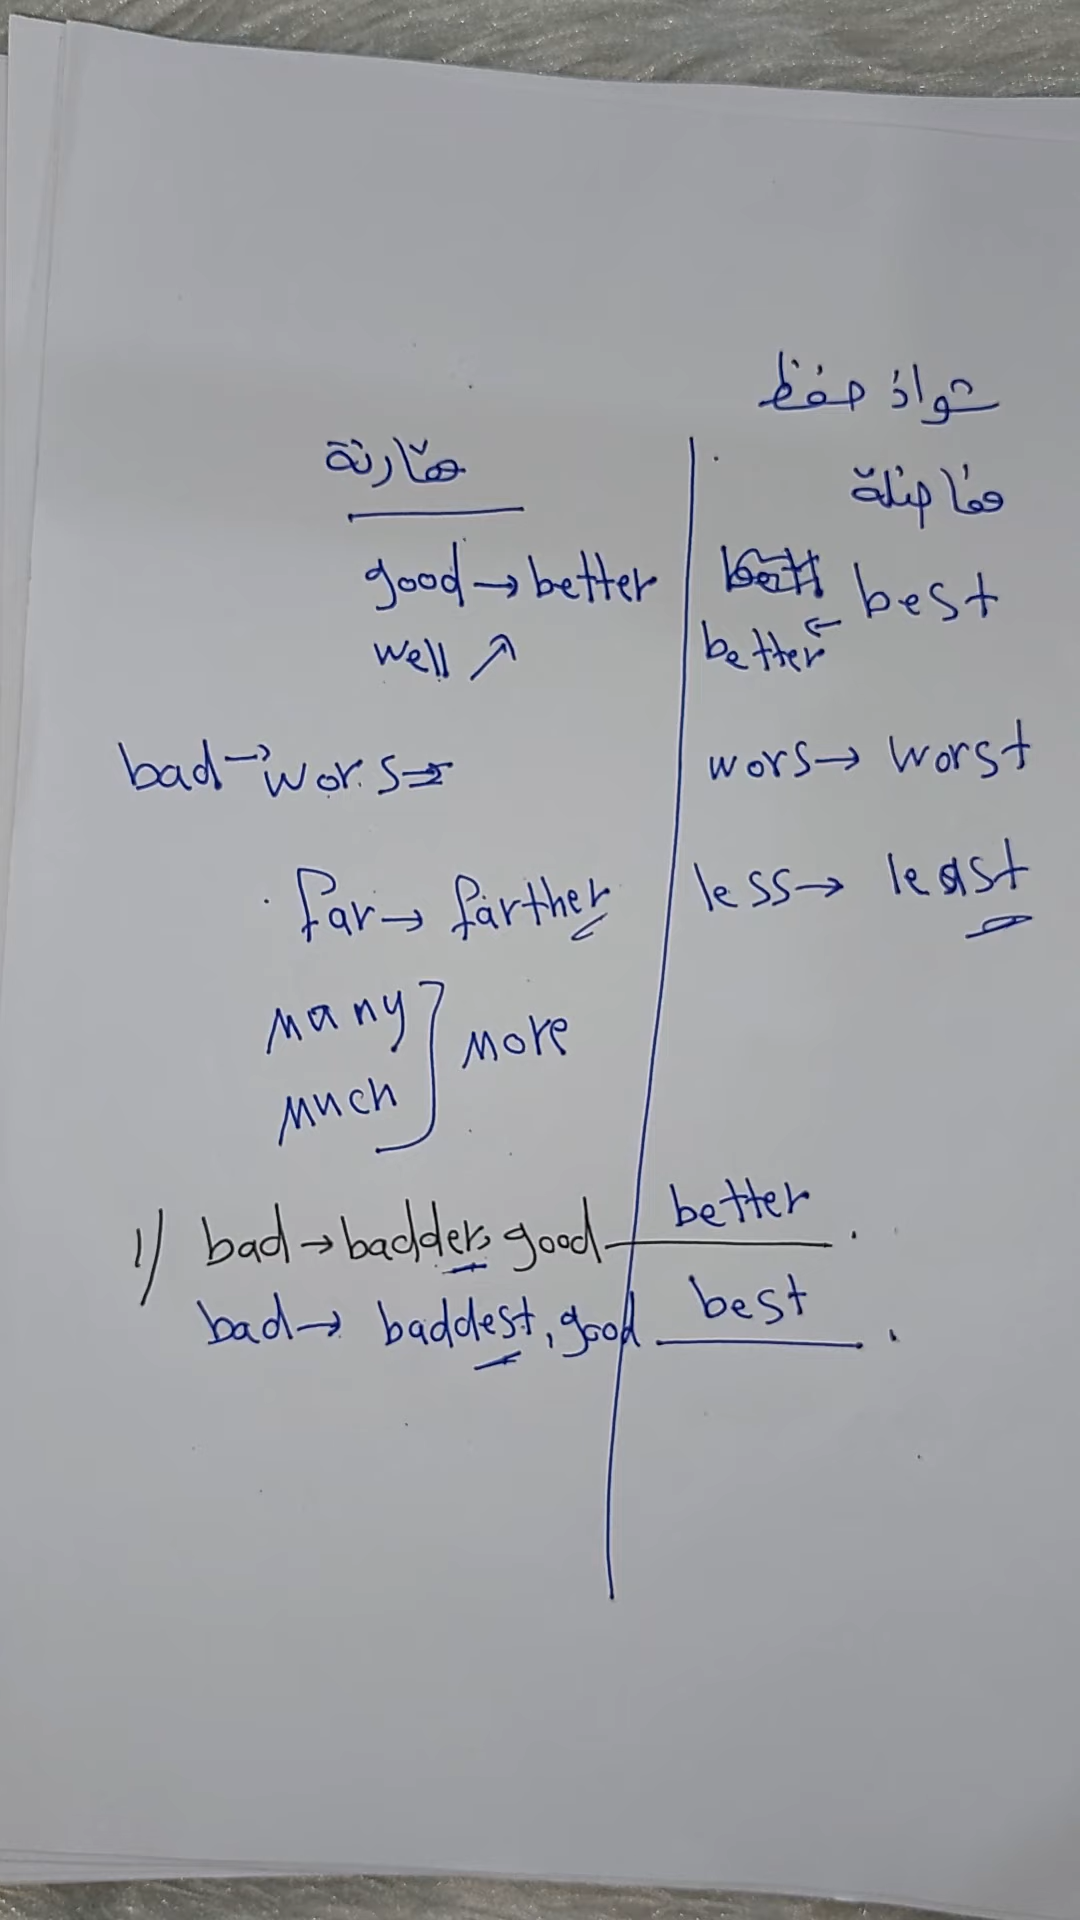 شواذ حفظ
مقارنة
مفاضلة
good → better
best
well
better ←
bad → wors
wors → worst
far → farther
less → least
many
much
more
1) bad → badder, good better .
bad → baddest, good best .